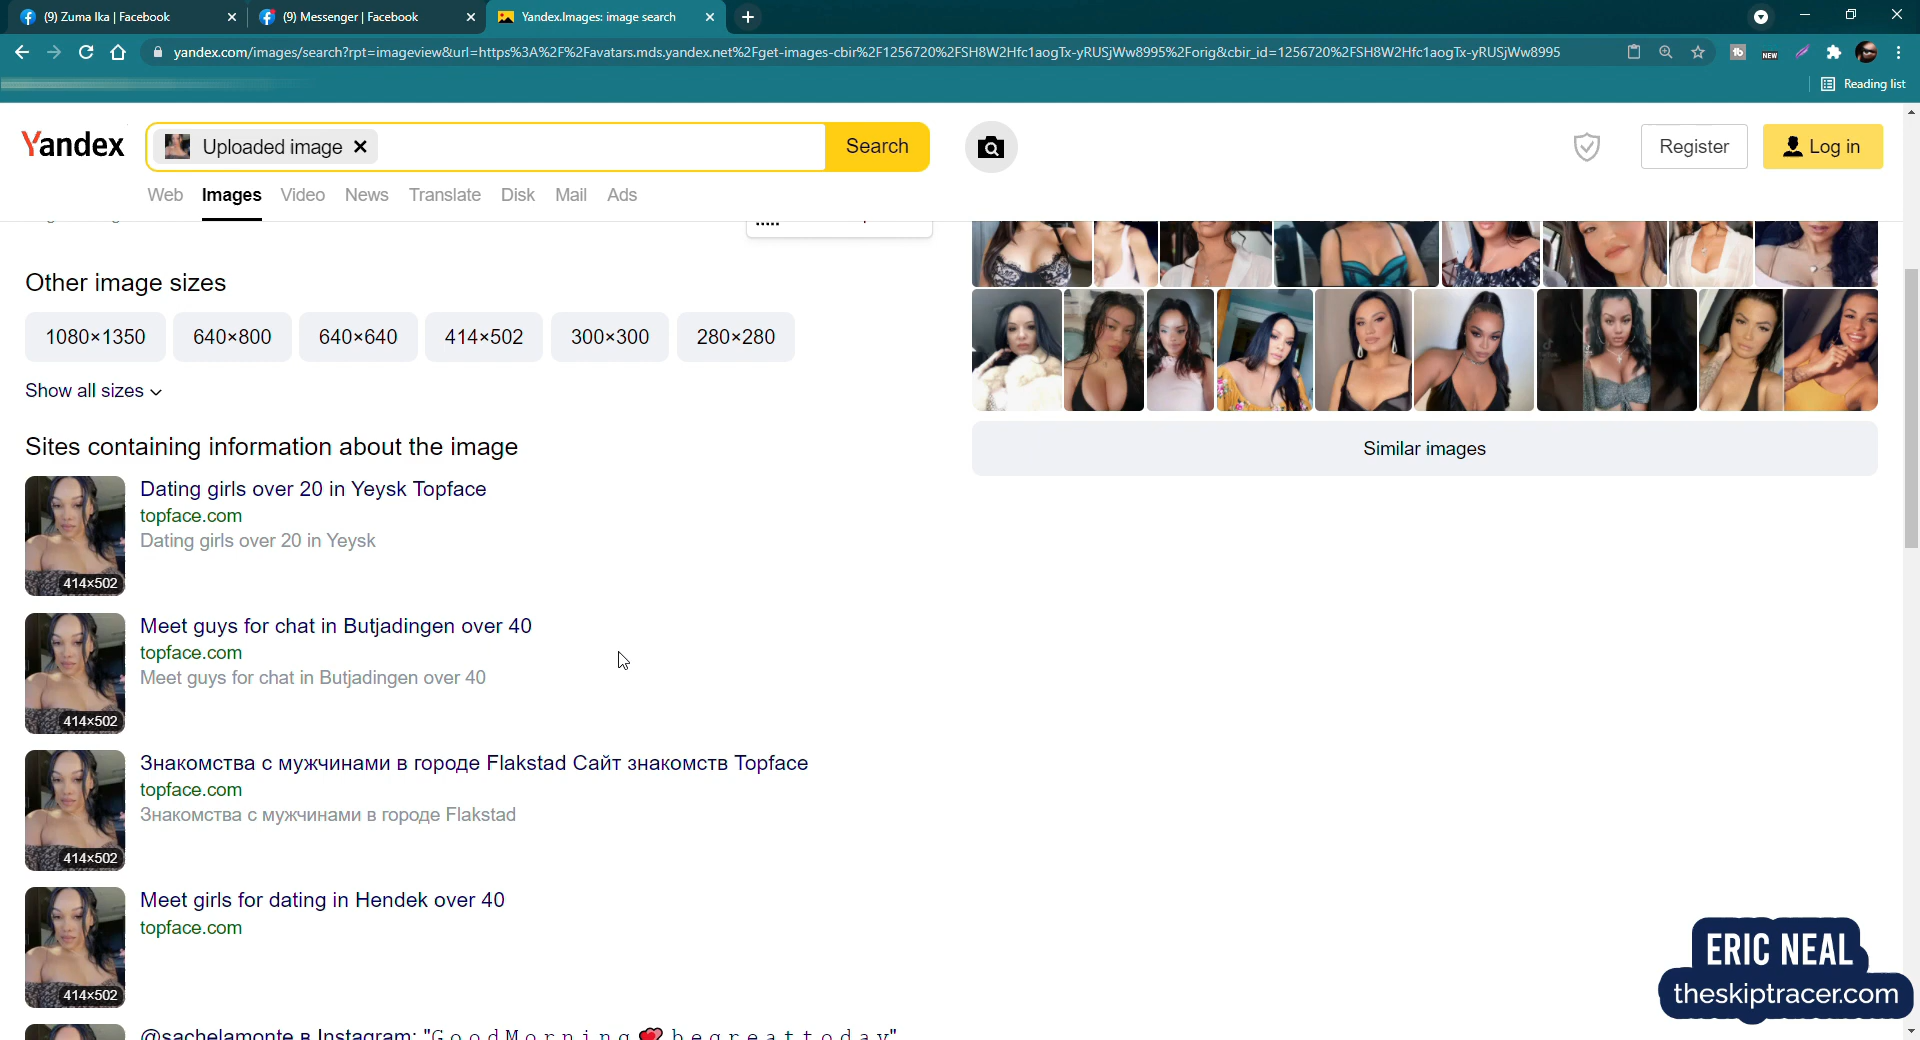 (9) Zuma Ika | Facebook
(9) Messenger | Facebook
Yandex.Images: image search
yandex.com/images/search?rpt=imageview&url=https%3A%2F%2Favatars.mds.yandex.net%2Fget-images-cbir%2F1256720%2FSH8W2Hfc1aogTx-yRUSjWw8995%2Forig&cbir_id=1256720%2FSH8W2Hfc1aogTx-yRUSjWw8995
NEW
Reading list
Yandex
Uploaded image
Search
Register
Log in
Web Images Video News Translate Disk Mail Ads
Other image sizes
1080×1350 640×800 640×640 414×502 300×300 280×280
Show all sizes
Similar images
Sites containing information about the image
Dating girls over 20 in Yeysk Topface
topface.com
Dating girls over 20 in Yeysk
414×502
Meet guys for chat in Butjadingen over 40
topface.com
Meet guys for chat in Butjadingen over 40
414×502
Знакомства с мужчинами в городе Flakstad Сайт знакомств Topface
topface.com
Знакомства с мужчинами в городе Flakstad
414×502
Meet girls for dating in Hendek over 40
topface.com
414×502
@sachelamonte в Instagram: "G o o d M o r n i n g 💞 b e g r e a t t o d a y"
ERIC NEAL
theskiptracer.com